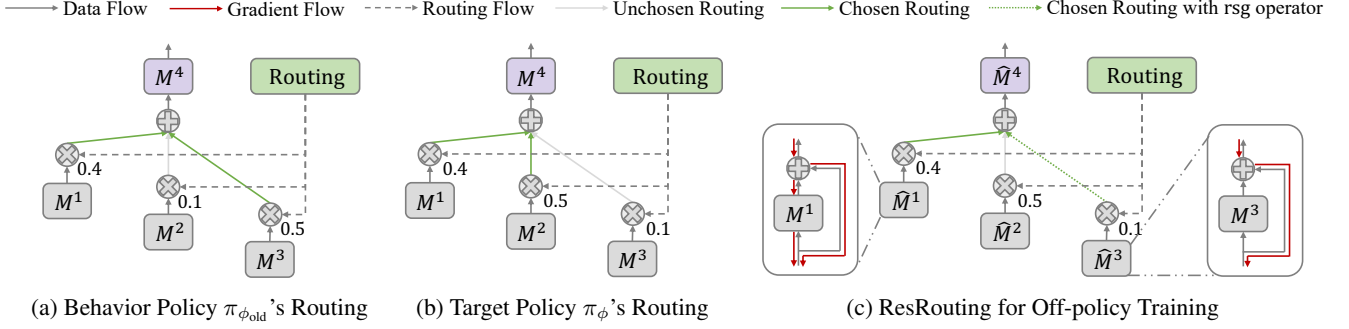 Data Flow Gradient Flow Routing Flow Unchosen Routing Chosen Routing Chosen Routing with rsg operator
M⁴ Routing
0.4
M¹
0.1
M²
0.5
M³
(a) Behavior Policy π_{ϕ_old}'s Routing
M⁴ Routing
0.4
M¹
0.5
M²
0.1
M³
(b) Target Policy π_ϕ's Routing
M̂⁴ Routing
0.4
M̂¹
0.5
M̂²
0.1
M̂³
M¹
M³
(c) ResRouting for Off-policy Training